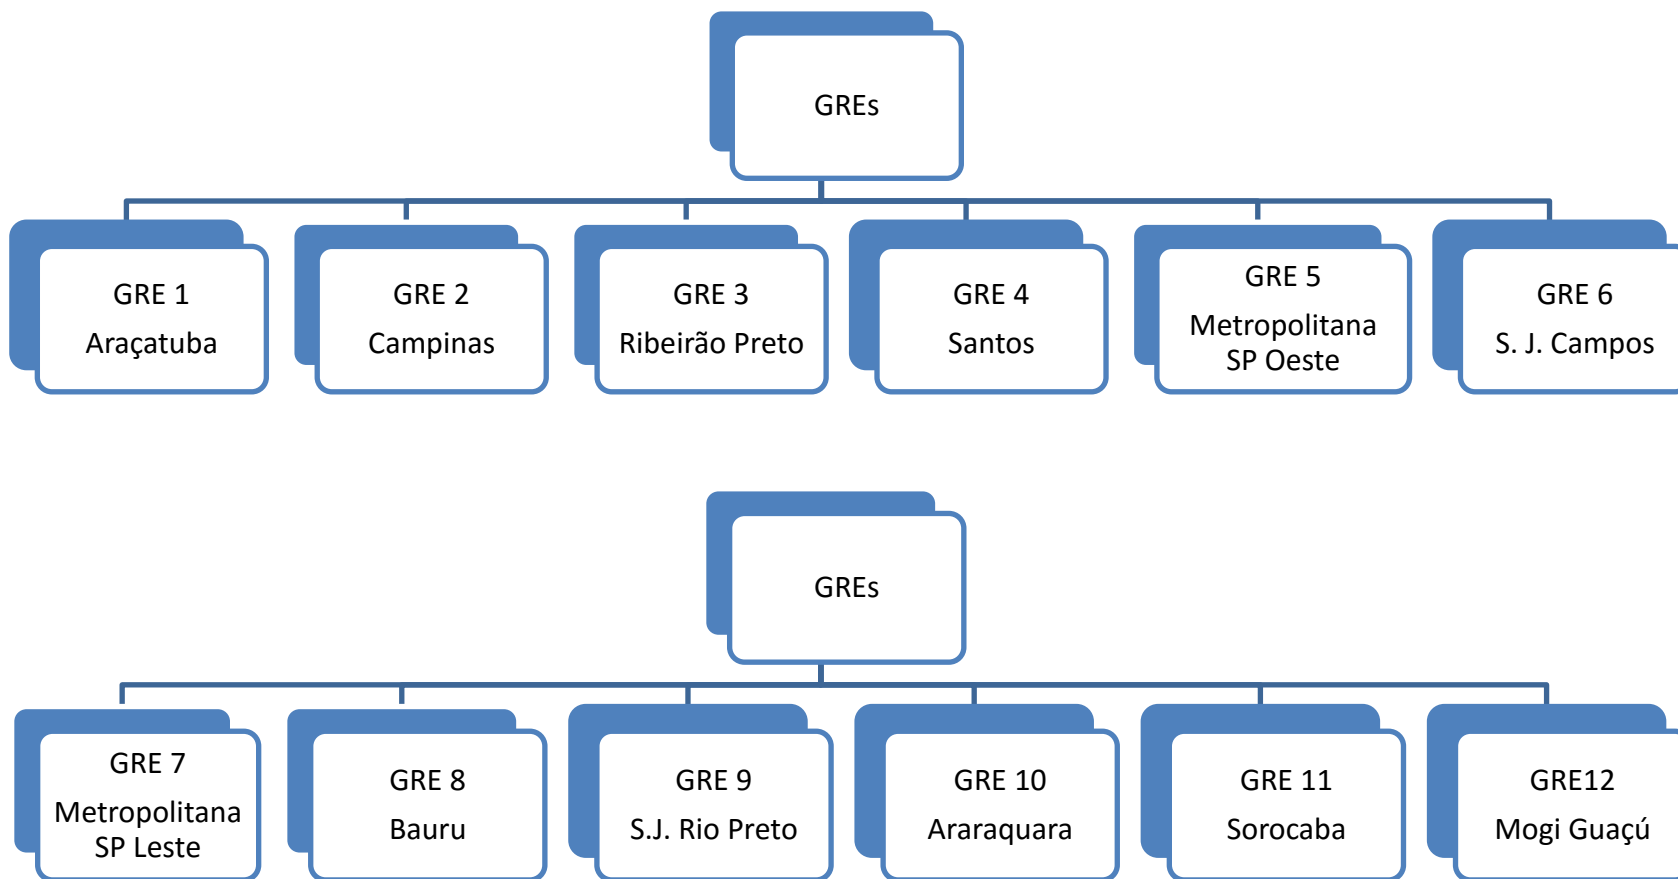 GREs
GRE 1
Araçatuba
GRE 2
Campinas
GRE 3
Ribeirão Preto
GRE 4
Santos
GRE 5
Metropolitana
SP Oeste
GRE 6
S. J. Campos
GREs
GRE 7
Metropolitana
SP Leste
GRE 8
Bauru
GRE 9
S.J. Rio Preto
GRE 10
Araraquara
GRE 11
Sorocaba
GRE12
Mogi Guaçú